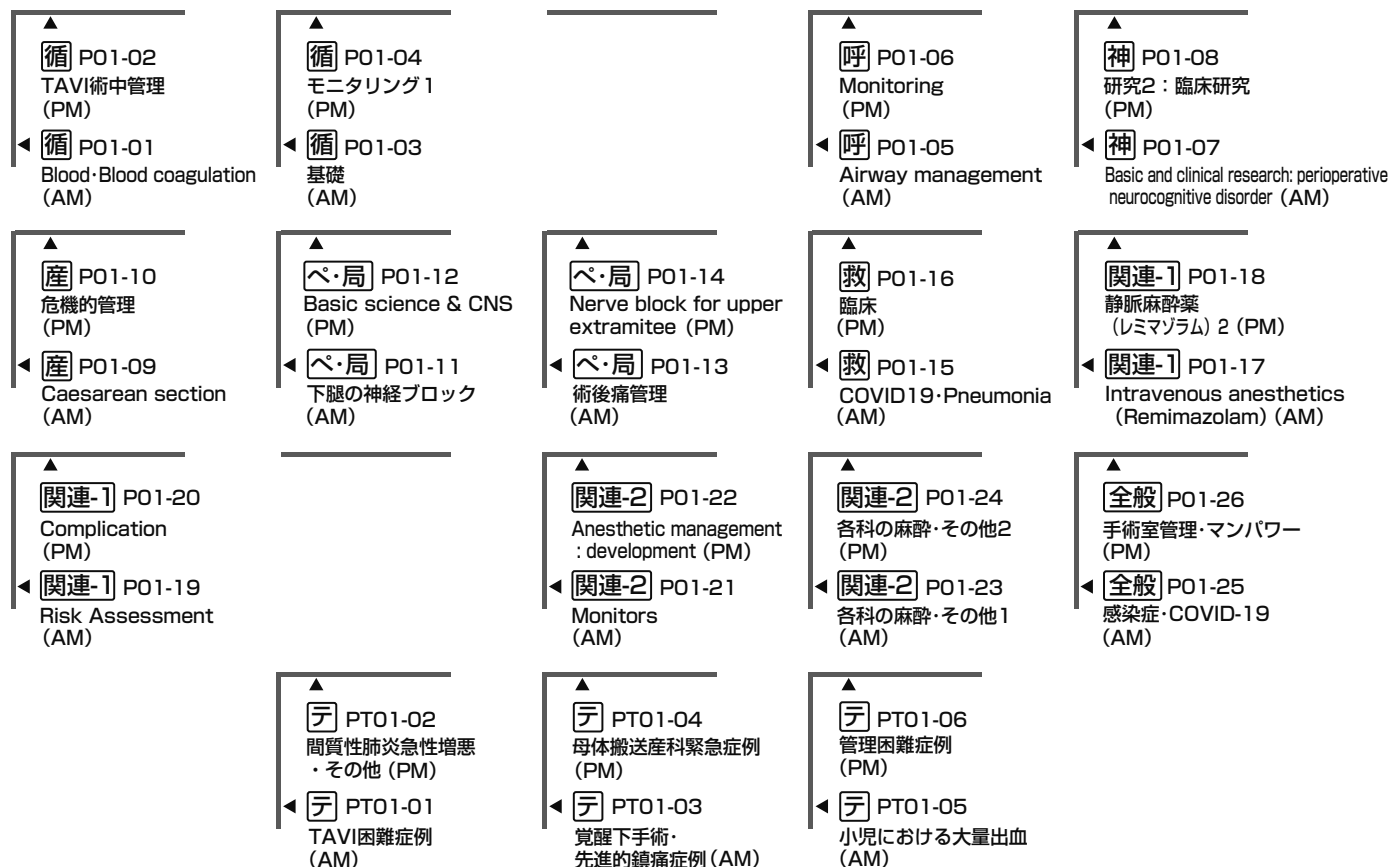 循 P01-02
TAVI術中管理
(PM)
循 P01-01
Blood・Blood coagulation
(AM)
循 P01-04
モニタリング1
(PM)
循 P01-03
基礎
(AM)
呼 P01-06
Monitoring
(PM)
呼 P01-05
Airway management
(AM)
神 P01-08
研究2：臨床研究
(PM)
神 P01-07
Basic and clinical research: perioperative
neurocognitive disorder (AM)
産 P01-10
危機的管理
(PM)
産 P01-09
Caesarean section
(AM)
ペ・局 P01-12
Basic science & CNS
(PM)
ペ・局 P01-11
下腿の神経ブロック
(AM)
ペ・局 P01-14
Nerve block for upper
extramitee (PM)
ペ・局 P01-13
術後痛管理
(AM)
救 P01-16
臨床
(PM)
救 P01-15
COVID19・Pneumonia
(AM)
関連-1 P01-18
静脈麻酔薬
（レミマゾラム）2 (PM)
関連-1 P01-17
Intravenous anesthetics
(Remimazolam) (AM)
関連-1 P01-20
Complication
(PM)
関連-1 P01-19
Risk Assessment
(AM)
関連-2 P01-22
Anesthetic management
: development (PM)
関連-2 P01-21
Monitors
(AM)
関連-2 P01-24
各科の麻酔・その他2
(PM)
関連-2 P01-23
各科の麻酔・その他1
(AM)
全般 P01-26
手術室管理・マンパワー
(PM)
全般 P01-25
感染症・COVID-19
(AM)
テ PT01-02
間質性肺炎急性増悪
・その他 (PM)
テ PT01-01
TAVI困難症例
(AM)
テ PT01-04
母体搬送産科緊急症例
(PM)
テ PT01-03
覚醒下手術・
先進的鎮痛症例 (AM)
テ PT01-06
管理困難症例
(PM)
テ PT01-05
小児における大量出血
(AM)